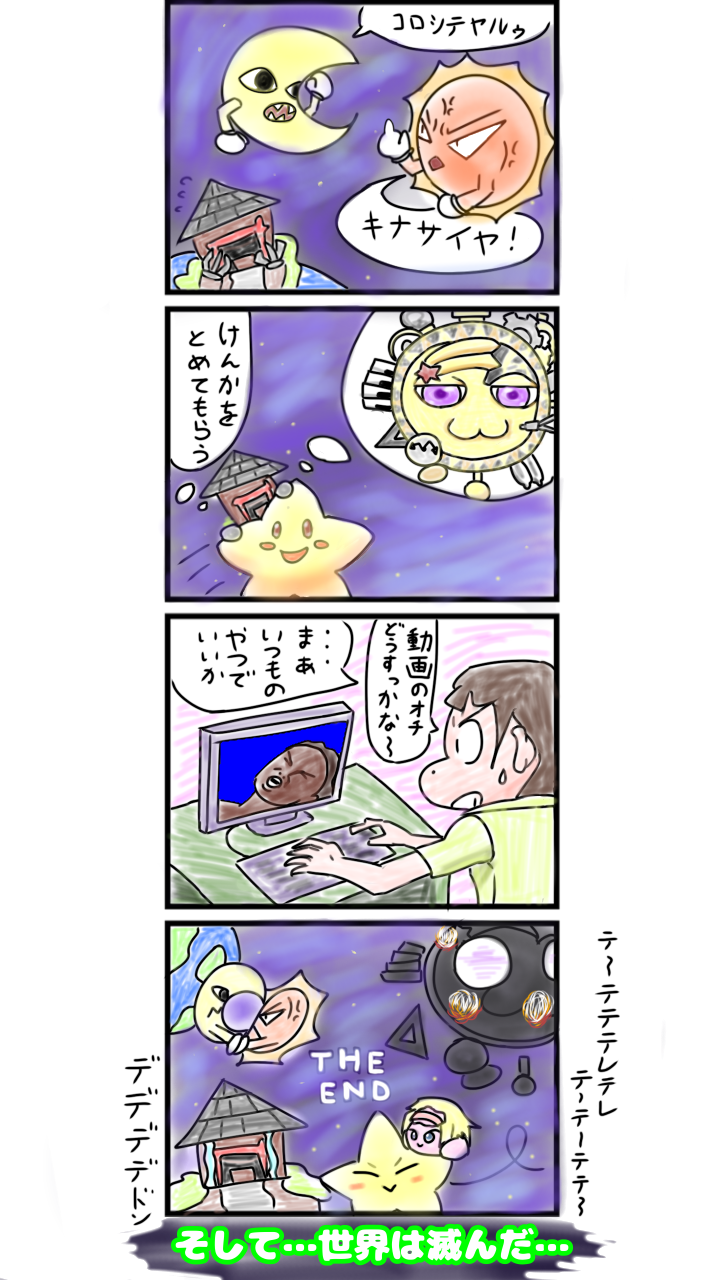 コロシテヤルゥ
キナサイヤ!
けんかを
とめてもらう
動画のオチ
どうすっかな～
・・・
まぁ
いつもの
やつで
いいか
THE
END
テ～テテテレテレ
テ～テーテテ～
デデデデドン
そして…世界は滅んだ…